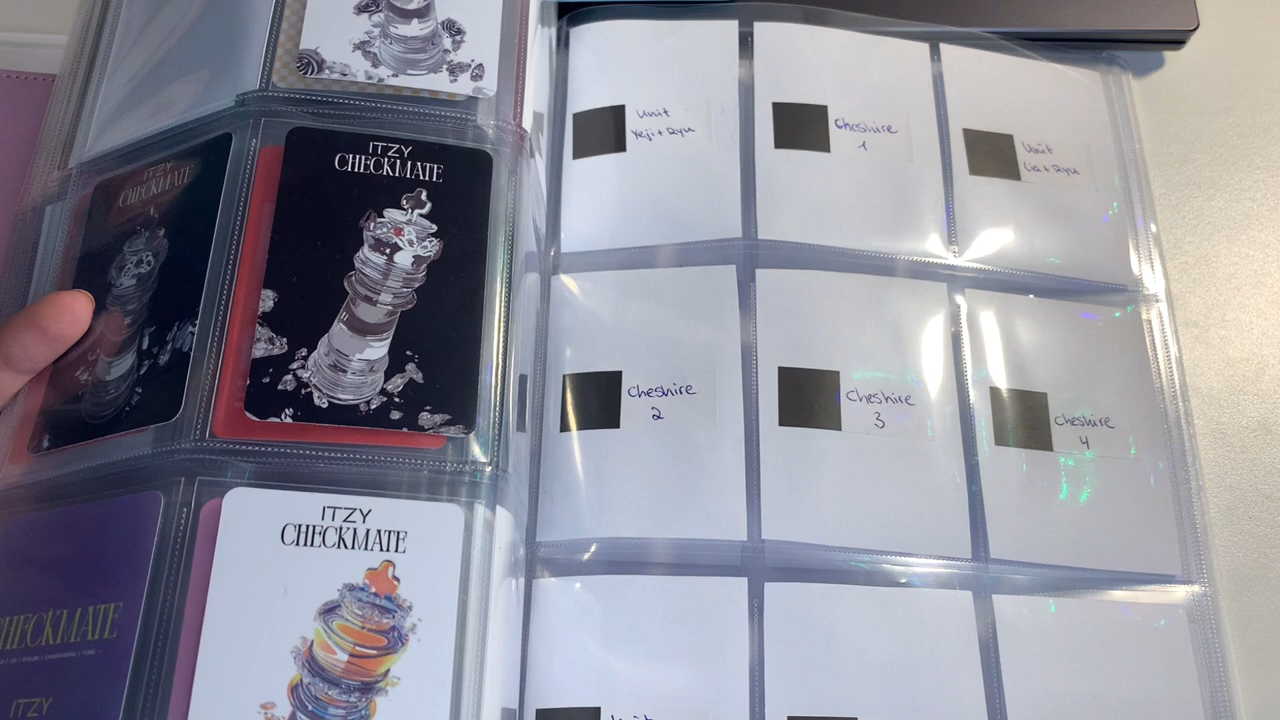 ITZY
CHECKMATE
ITZY
CHECKMATE
CHECKMATE
ITZY
ITZY
CHECKMATE
Unit
Yeji + Ryu
Cheshire
1
Unit
Lia + Ryu
Cheshire
2
Cheshire
3
Cheshire
4